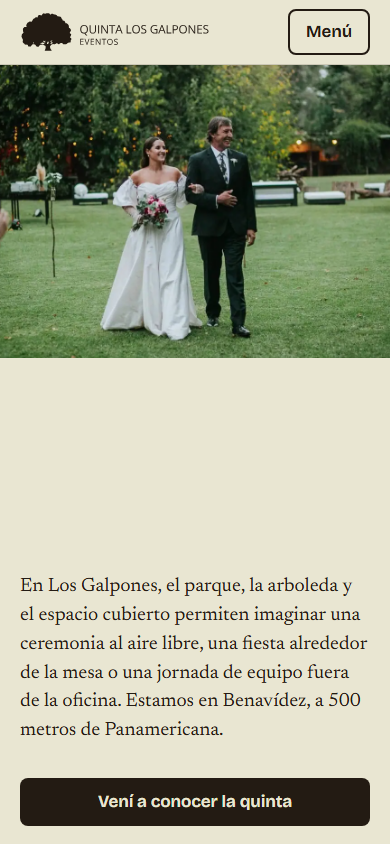 QUINTA LOS GALPONES
EVENTOS
Menú
En Los Galpones, el parque, la arboleda y
el espacio cubierto permiten imaginar una
ceremonia al aire libre, una fiesta alrededor
de la mesa o una jornada de equipo fuera
de la oficina. Estamos en Benavídez, a 500
metros de Panamericana.
Vení a conocer la quinta